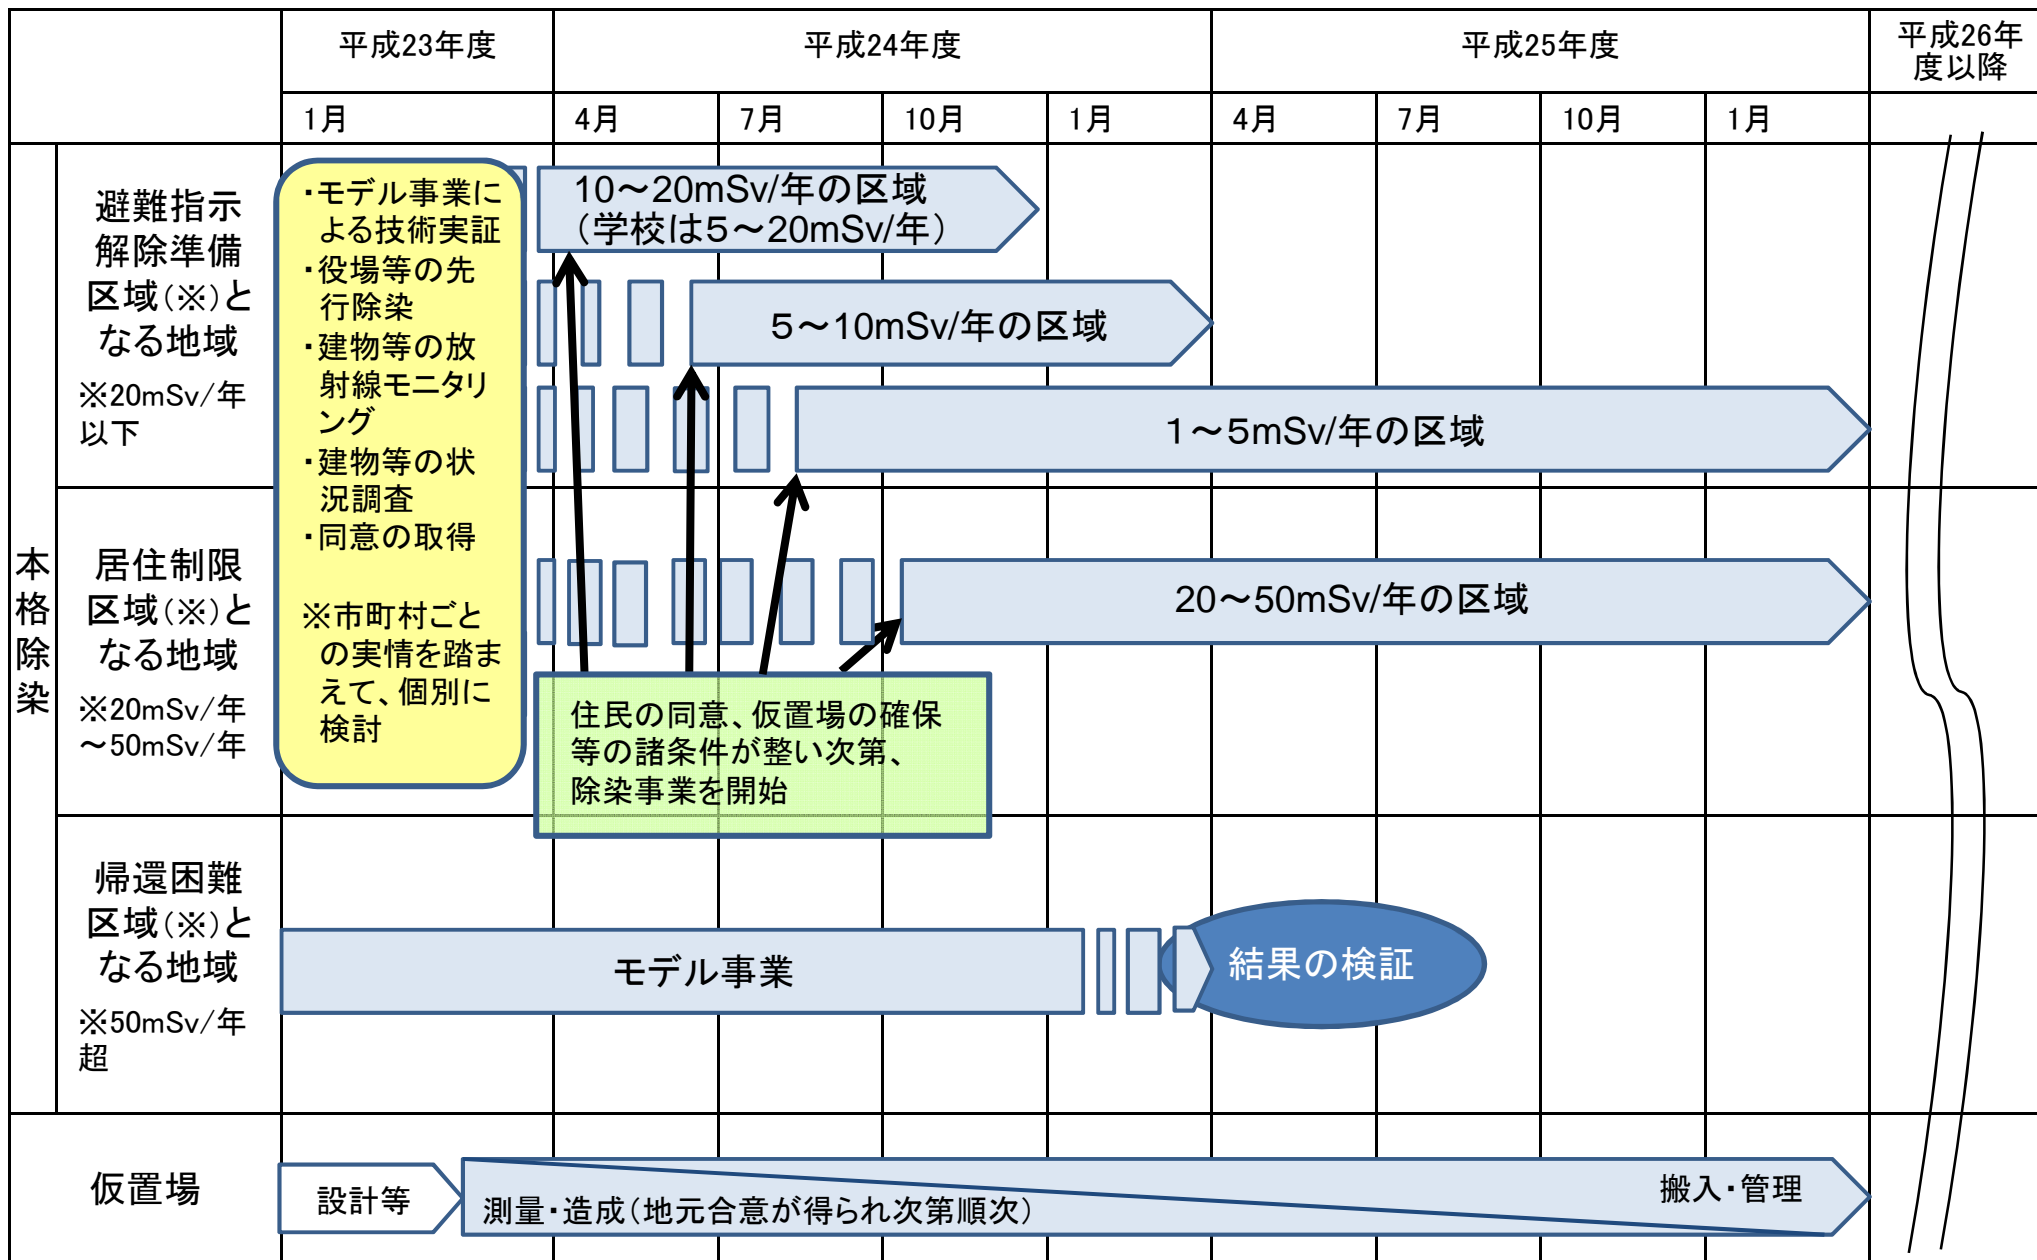 平成23年度
平成24年度
平成25年度
平成26年
度以降
1月
4月
7月
10月
1月
4月
7月
10月
1月
本
格
除
染
避難指示
解除準備
区域(※)と
なる地域
※20mSv/年
以下
・モデル事業に
よる技術実証
・役場等の先
行除染
・建物等の放
射線モニタリ
ング
・建物等の状
況調査
・同意の取得
※市町村ごと
の実情を踏ま
えて、個別に
検討
10～20mSv/年の区域
（学校は５～20mSv/年）
５～10mSv/年の区域
１～５mSv/年の区域
居住制限
区域(※)と
なる地域
※20mSv/年
～50mSv/年
20～50mSv/年の区域
住民の同意、仮置場の確保
等の諸条件が整い次第、
除染事業を開始
帰還困難
区域(※)と
なる地域
※50mSv/年
超
モデル事業
結果の検証
仮置場
設計等
測量・造成（地元合意が得られ次第順次）
搬入・管理